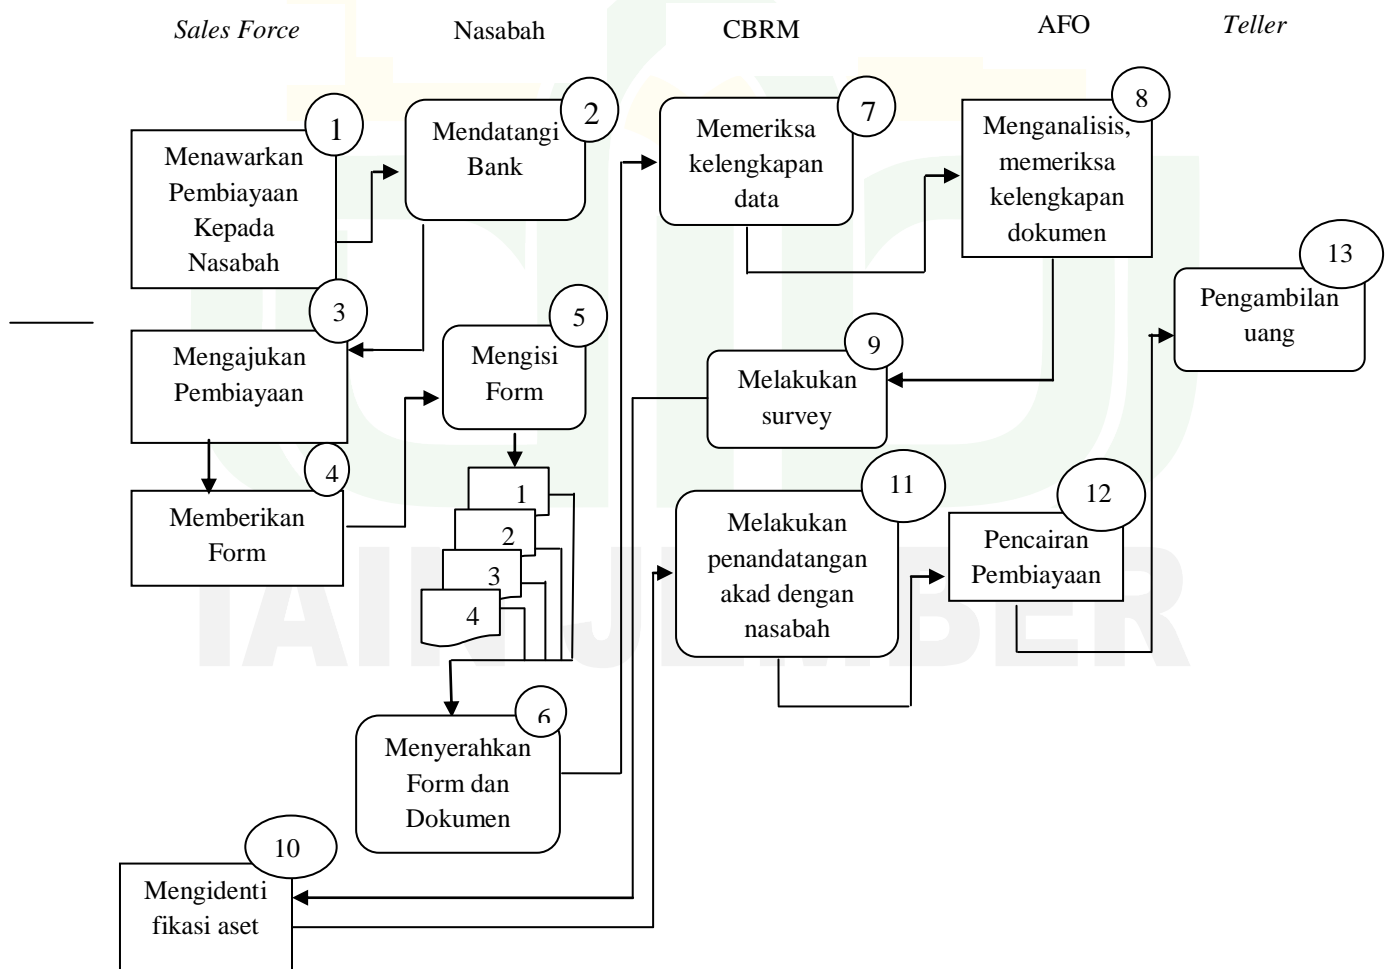 Sales Force
Nasabah
CBRM
AFO
Teller
1
Menawarkan
Pembiayaan
Kepada
Nasabah
2
Mendatangi
Bank
3
Mengajukan
Pembiayaan
4
Memberikan
Form
5
Mengisi
Form
1
2
3
4
6
Menyerahkan
Form dan
Dokumen
7
Memeriksa
kelengkapan
data
8
Menganalisis,
memeriksa
kelengkapan
dokumen
9
Melakukan
survey
10
Mengidenti
fikasi aset
11
Melakukan
penandatangan
akad dengan
nasabah
12
Pencairan
Pembiayaan
13
Pengambilan
uang
IAIN JEMBER